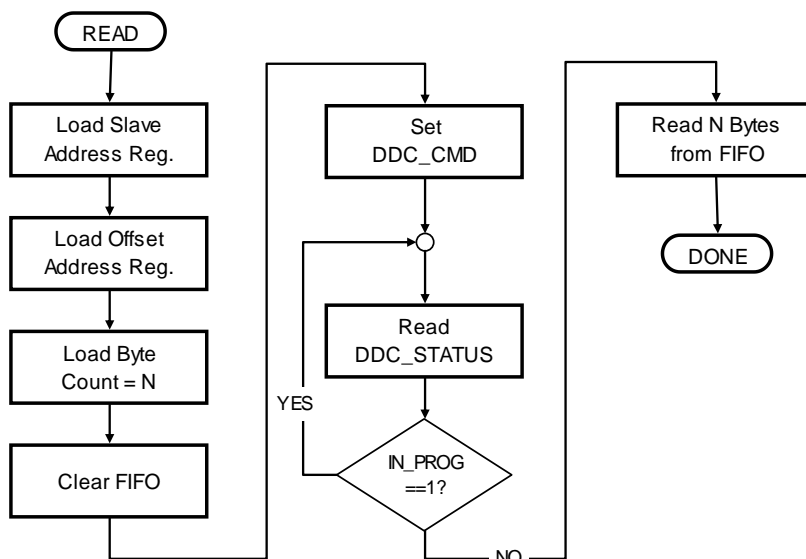 READ
Load Slave
Address Reg.
Load Offset
Address Reg.
Load Byte
Count = N
Clear FIFO
Set
DDC_CMD
Read
DDC_STATUS
YES
IN_PROG
==1?
NO
Read N Bytes
from FIFO
DONE